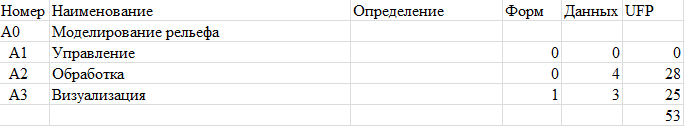 Номер Наименование Определение Форм Данных UFP
A0 Моделирование рельефа
A1 Управление 0 0 0
A2 Обработка 0 4 28
A3 Визуализация 1 3 25
53